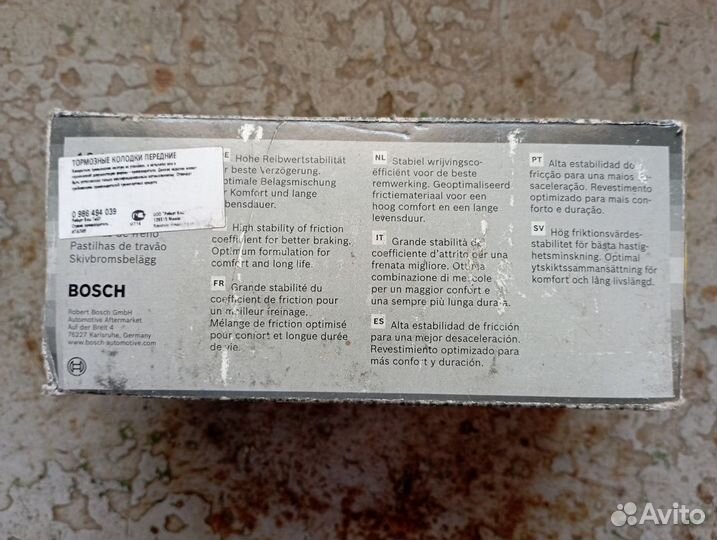 ТОРМОЗНЫЕ КОЛОДКИ ПЕРЕДНИЕ
0 986 494 039
Pastilhas de travão
Skivbromsbelägg
BOSCH
Robert Bosch GmbH
Automotive Aftermarket
Auf der Breit 4
76227 Karlsruhe, Germany
www.bosch-automotive.com
Hohe Reibwertstabilität
für beste Verzögerung.
Optimale Belagsmischung
für Komfort und langes
High stability of friction
coefficient for better braking.
Optimum formulation for
comfort and long life.
FR Grande stabilité du
coefficient de friction pour
un meilleur freinage.
Mélange de friction optimisé
pour confort et longue durée
de vie.
NL Stabiel wrijvingsco-
efficiënt voor de beste
remwerking. Geoptimaliseerd
frictiemateriaal voor een
hoog comfort en een lange
levensduur.
IT Grande stabilità del
coefficiente d'attrito per una
frenata migliore. Ottima
combinazione di mescole
per un maggior confort e
una sempre più lunga durata.
ES Alta estabilidad de fricción
para una mejor desaceleración.
Revestimiento optimizado para
más confort y duración.
PT Alta estabilidade de
fricção para uma maior
desaceleração. Revestimento
optimizado para mais confor-
to e duração.
SV Hög friktionsvärdes-
stabilitet för bästa hastig-
hetsminskning. Optimal
ytskiktssammansättning för
komfort och lång livslängd.
Avito